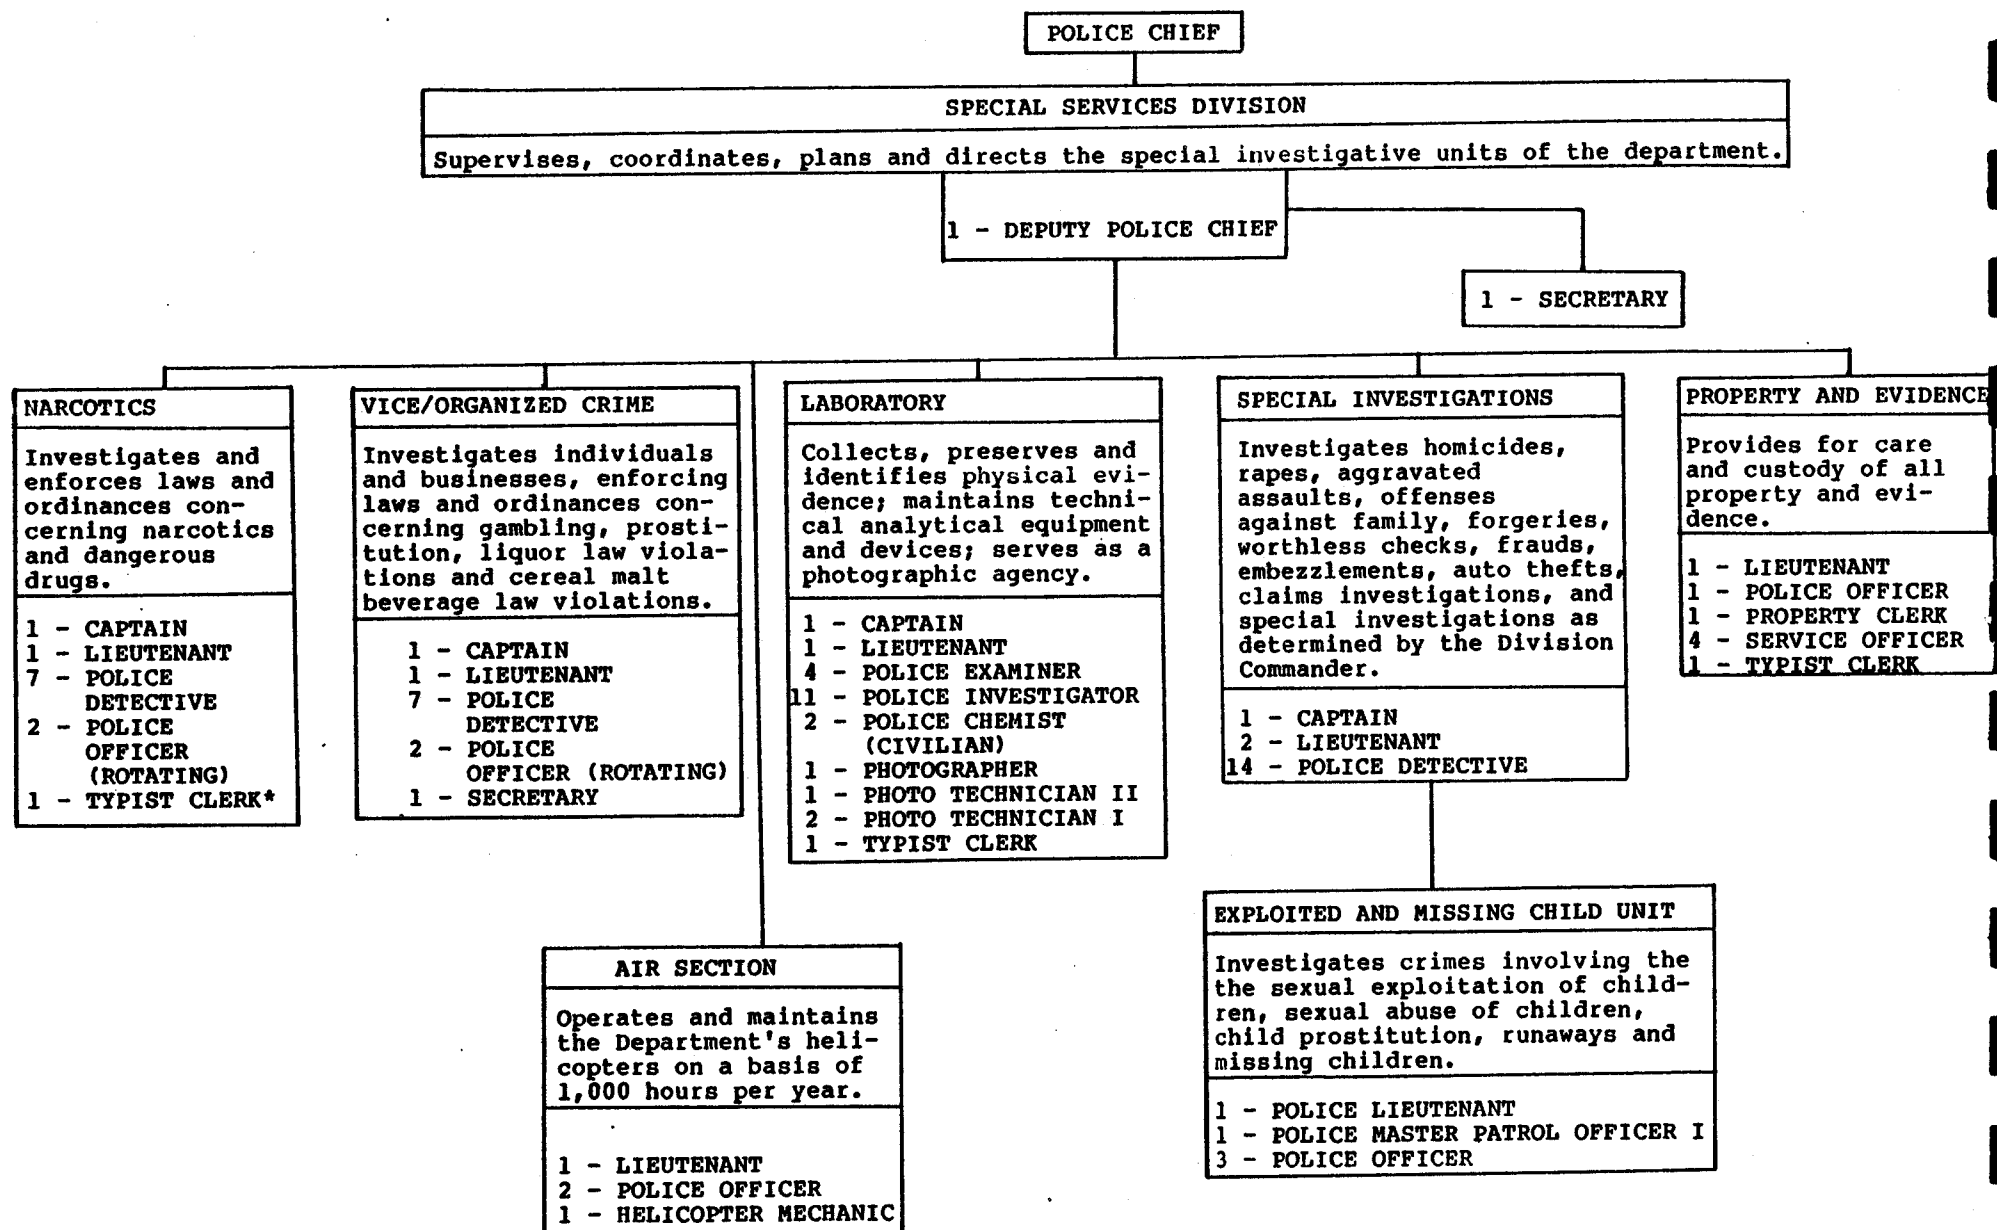 POLICE CHIEF
SPECIAL SERVICES DIVISION
Supervises, coordinates, plans and directs the special investigative units of the department.
1 - DEPUTY POLICE CHIEF
1 - SECRETARY
NARCOTICS
Investigates and
enforces laws and
ordinances con-
cerning narcotics
and dangerous
drugs.
1 - CAPTAIN
1 - LIEUTENANT
7 - POLICE
DETECTIVE
2 - POLICE
OFFICER
(ROTATING)
1 - TYPIST CLERK*
VICE/ORGANIZED CRIME
Investigates individuals
and businesses, enforcing
laws and ordinances con-
cerning gambling, prosti-
tution, liquor law viola-
tions and cereal malt
beverage law violations.
1 - CAPTAIN
1 - LIEUTENANT
7 - POLICE
DETECTIVE
2 - POLICE
OFFICER (ROTATING)
1 - SECRETARY
LABORATORY
Collects, preserves and
identifies physical evi-
dence; maintains techni-
cal analytical equipment
and devices; serves as a
photographic agency.
1 - CAPTAIN
1 - LIEUTENANT
4 - POLICE EXAMINER
11 - POLICE INVESTIGATOR
2 - POLICE CHEMIST
(CIVILIAN)
1 - PHOTOGRAPHER
1 - PHOTO TECHNICIAN II
2 - PHOTO TECHNICIAN I
1 - TYPIST CLERK
SPECIAL INVESTIGATIONS
Investigates homicides,
rapes, aggravated
assaults, offenses
against family, forgeries,
worthless checks, frauds,
embezzlements, auto thefts,
claims investigations, and
special investigations as
determined by the Division
Commander.
1 - CAPTAIN
2 - LIEUTENANT
14 - POLICE DETECTIVE
PROPERTY AND EVIDENCE
Provides for care
and custody of all
property and evi-
dence.
1 - LIEUTENANT
1 - POLICE OFFICER
1 - PROPERTY CLERK
4 - SERVICE OFFICER
1 - TYPIST CLERK
AIR SECTION
Operates and maintains
the Department's heli-
copters on a basis of
1,000 hours per year.
1 - LIEUTENANT
2 - POLICE OFFICER
1 - HELICOPTER MECHANIC
EXPLOITED AND MISSING CHILD UNIT
Investigates crimes involving the
the sexual exploitation of child-
ren, sexual abuse of children,
child prostitution, runaways and
missing children.
1 - POLICE LIEUTENANT
1 - POLICE MASTER PATROL OFFICER I
3 - POLICE OFFICER